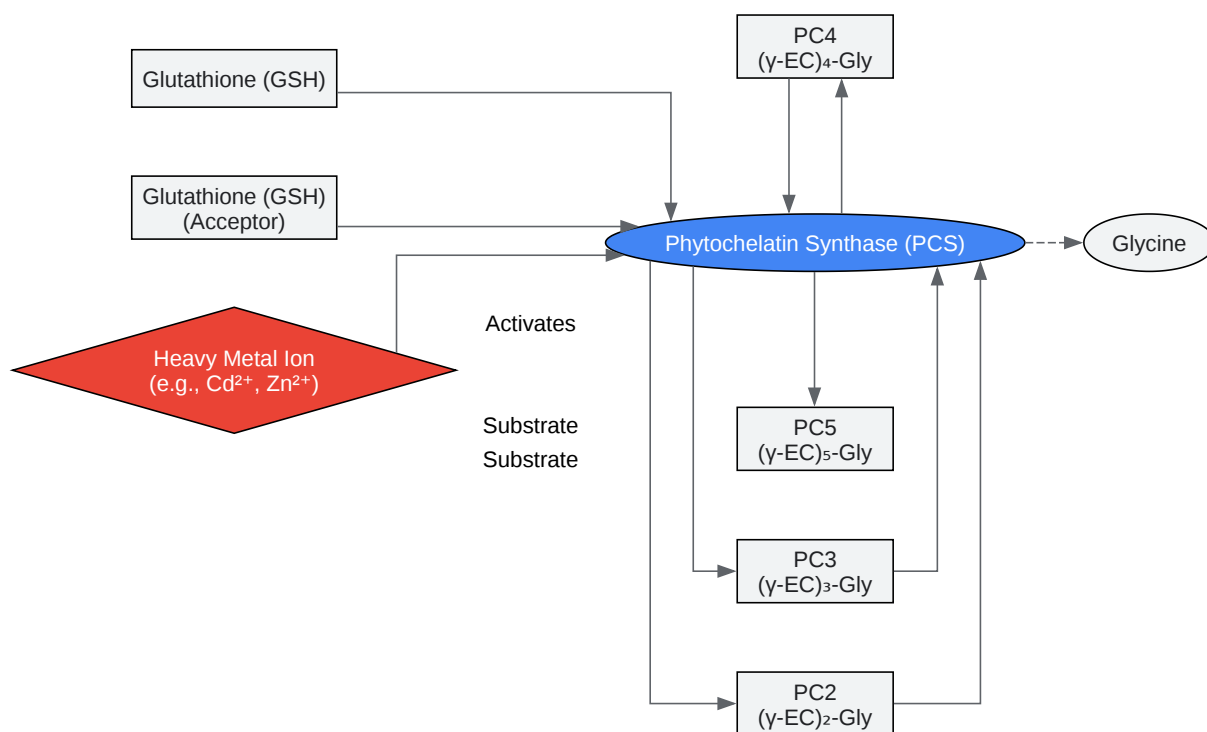 PC4
(γ-EC)₄-Gly
Glutathione (GSH)
Glutathione (GSH)
(Acceptor)
Phytochelatin Synthase (PCS)
Glycine
Activates
Heavy Metal Ion
(e.g., Cd²⁺, Zn²⁺)
Substrate
Substrate
PC5
(γ-EC)₅-Gly
PC3
(γ-EC)₃-Gly
PC2
(γ-EC)₂-Gly